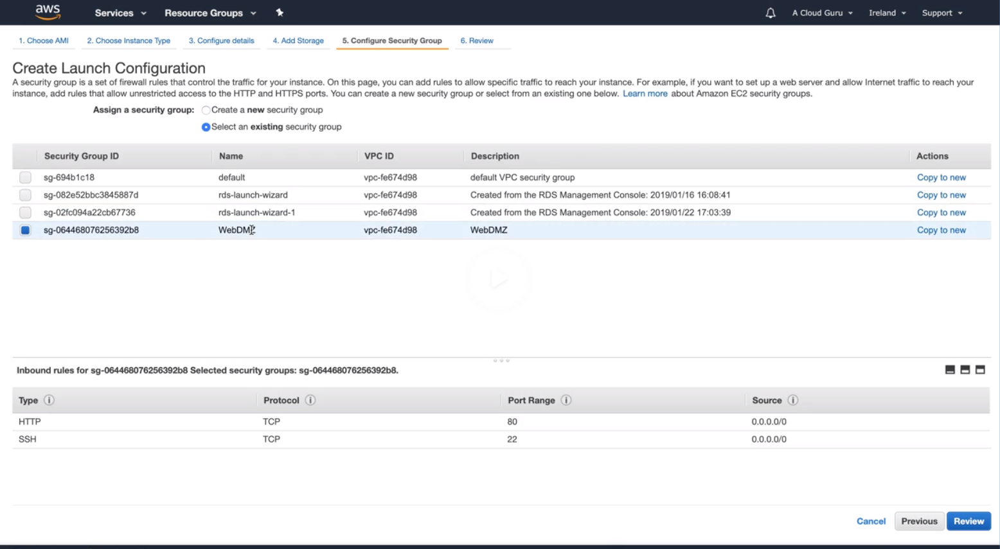 aws Services Resource Groups A Cloud Guru Ireland Support
1. Choose AMI 2. Choose Instance Type 3. Configure details 4. Add Storage 5. Configure Security Group 6. Review
Create Launch Configuration
A security group is a set of firewall rules that control the traffic for your instance. On this page, you can add rules to allow specific traffic to reach your instance. For example, if you want to set up a web server and allow Internet traffic to reach your
instance, add rules that allow unrestricted access to the HTTP and HTTPS ports. You can create a new security group or select from an existing one below. Learn more about Amazon EC2 security groups.
Assign a security group: Create a new security group
Select an existing security group
Security Group ID Name VPC ID Description Actions
sg-694b1c18 default vpc-fe674d98 default VPC security group Copy to new
sg-082e52bbc3845887d rds-launch-wizard vpc-fe674d98 Created from the RDS Management Console: 2019/01/16 16:08:41 Copy to new
sg-02fc094a22cb67736 rds-launch-wizard-1 vpc-fe674d98 Created from the RDS Management Console: 2019/01/22 17:03:39 Copy to new
sg-064468076256392b8 WebDMZ vpc-fe674d98 WebDMZ Copy to new
Inbound rules for sg-064468076256392b8 Selected security groups: sg-064468076256392b8.
Type Protocol Port Range Source
HTTP TCP 80 0.0.0.0/0
SSH TCP 22 0.0.0.0/0
Cancel Previous Review